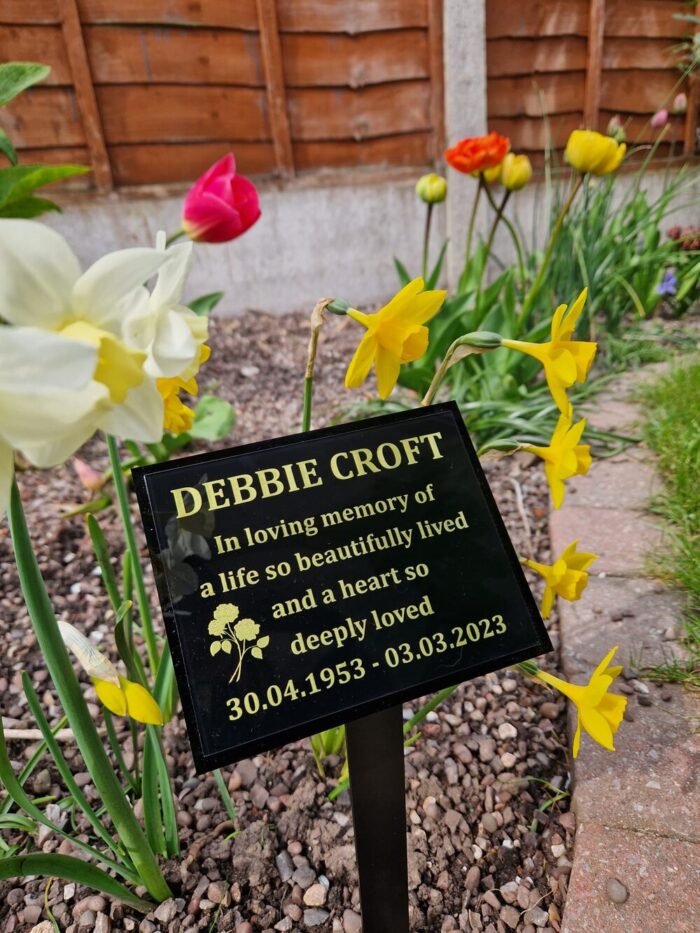 DEBBIE CROFT
In loving memory of
a life so beautifully lived
and a heart so
deeply loved
30.04.1953 - 03.03.2023